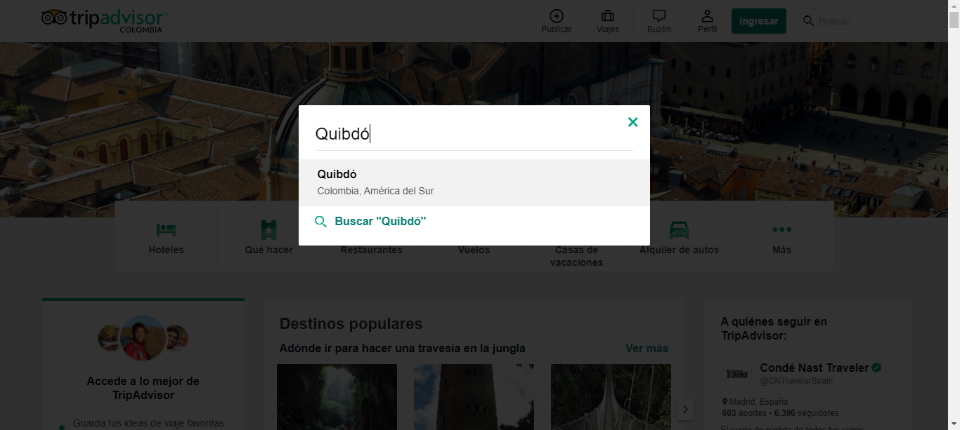 tripadvisor
COLOMBIA
Publicar
Viajes
Buzón
Perfil
Ingresar
Buscar
Quibdó
Quibdó
Colombia, América del Sur
Buscar "Quibdó"
Hoteles
Qué hacer
Restaurantes
Vuelos
Casas de
vacaciones
Alquiler de autos
Más
Accede a lo mejor de
TripAdvisor
Guarda tus ideas de viaje favoritas
Destinos populares
Adónde ir para hacer una travesía en la jungla
Ver más
A quiénes seguir en
TripAdvisor:
Condé Nast Traveler
@CNTravelerSpain
Madrid, España
603 aportes • 6.396 seguidores